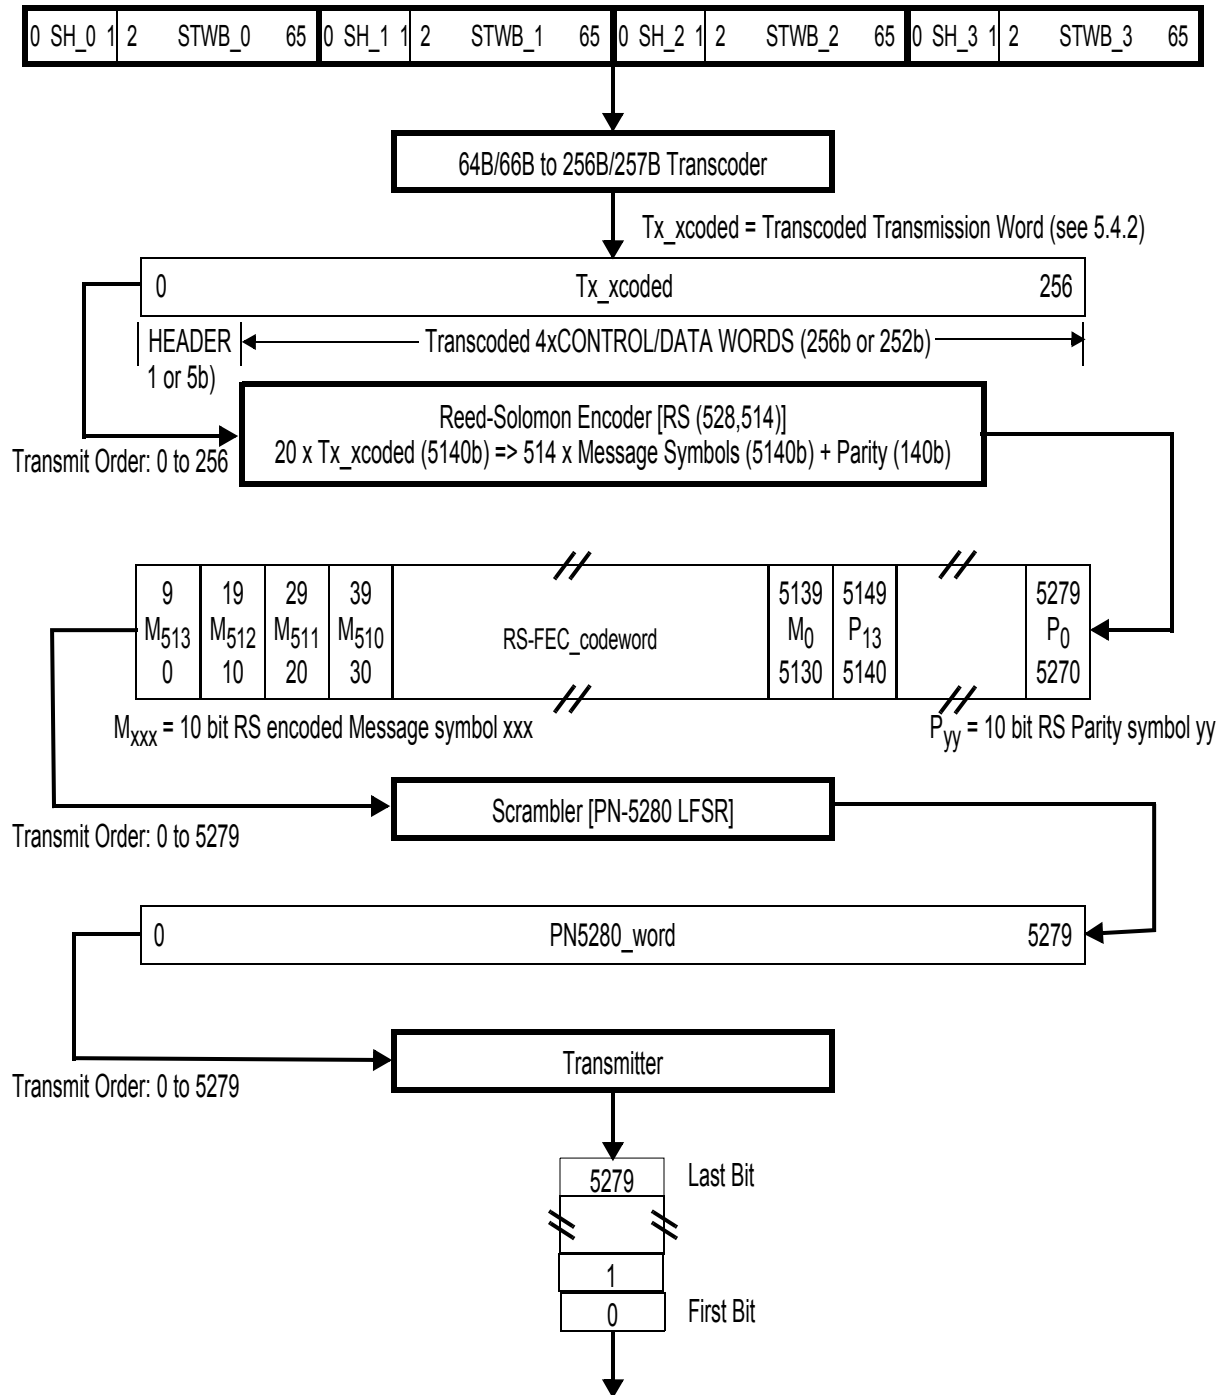 0 SH_0 1 2 STWB_0 65 0 SH_1 1 2 STWB_1 65 0 SH_2 1 2 STWB_2 65 0 SH_3 1 2 STWB_3 65
64B/66B to 256B/257B Transcoder
Tx_xcoded = Transcoded Transmission Word (see 5.4.2)
0 Tx_xcoded 256
HEADER Transcoded 4xCONTROL/DATA WORDS (256b or 252b)
1 or 5b)
Reed-Solomon Encoder [RS (528,514)]
20 x Tx_xcoded (5140b) => 514 x Message Symbols (5140b) + Parity (140b)
Transmit Order: 0 to 256
9 19 29 39 5139 5149 5279
M513 M512 M511 M510 RS-FEC_codeword M0 P13 P0
0 10 20 30 5130 5140 5270
Mxxx = 10 bit RS encoded Message symbol xxx Pyy = 10 bit RS Parity symbol yy
Scrambler [PN-5280 LFSR]
Transmit Order: 0 to 5279
0 PN5280_word 5279
Transmitter
Transmit Order: 0 to 5279
5279 Last Bit
1
0 First Bit